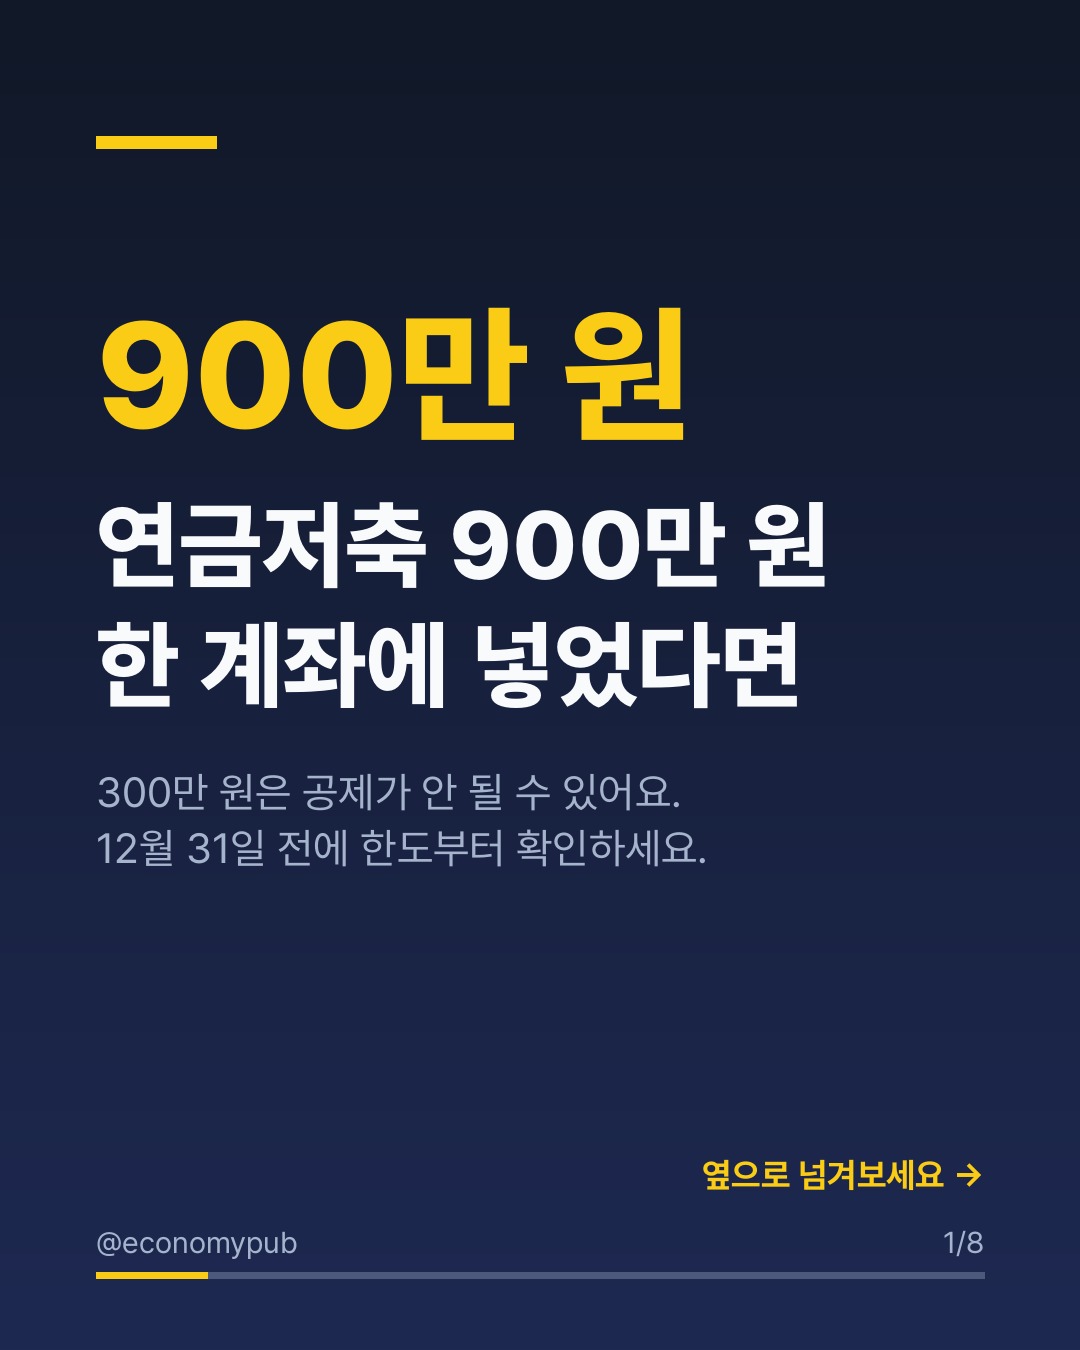 900만 원
연금저축 900만 원
한 계좌에 넣었다면
300만 원은 공제가 안 될 수 있어요.
12월 31일 전에 한도부터 확인하세요.
옆으로 넘겨보세요 →
@economypub
1/8